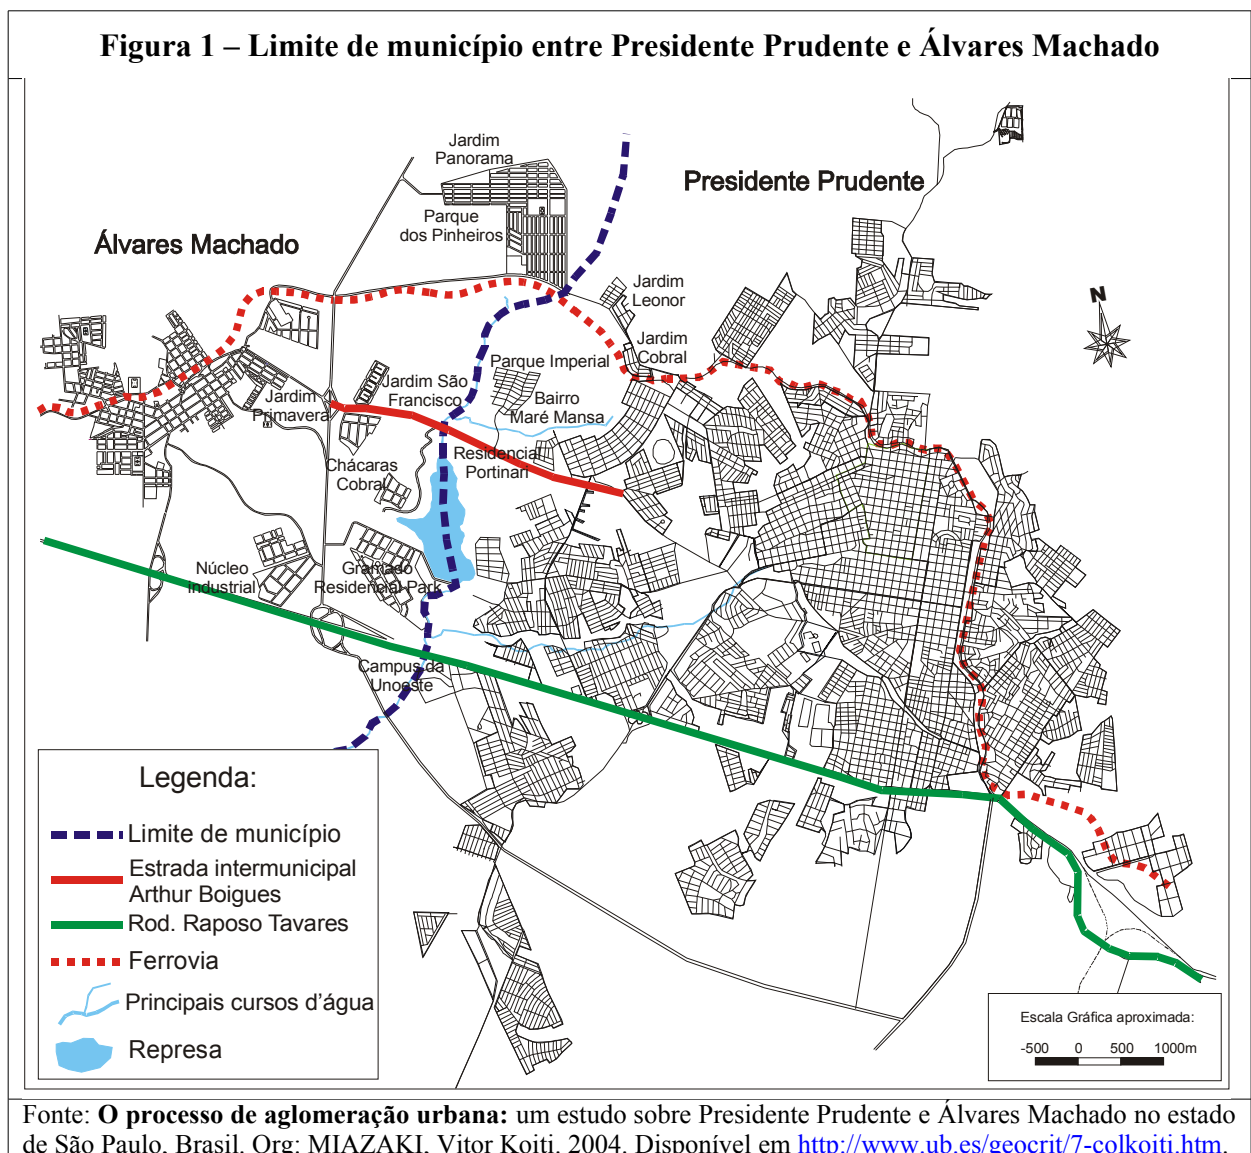 Figura 1 – Limite de município entre Presidente Prudente e Álvares Machado
Jardim
Panorama
Presidente Prudente
Parque
dos Pinheiros
Álvares Machado
Jardim
Leonor
N
Jardim
Cobral
Parque Imperial
Jardim São
Francisco
Jardim
Primavera
Bairro
Maré Mansa
Residencial
Portinari
Chácaras
Cobral
Núcleo
industrial
Gramado
Residencial Park
Campus da
Unoeste
Legenda:
Limite de município
Estrada intermunicipal
Arthur Boigues
Rod. Raposo Tavares
Ferrovia
Principais cursos d'água
Represa
Escala Gráfica aproximada:
-500 0 500 1000m
Fonte: O processo de aglomeração urbana: um estudo sobre Presidente Prudente e Álvares Machado no estado
de São Paulo, Brasil. Org: MIAZAKI, Vitor Koiti. 2004. Disponível em http://www.ub.es/geocrit/7-colkoiti.htm.